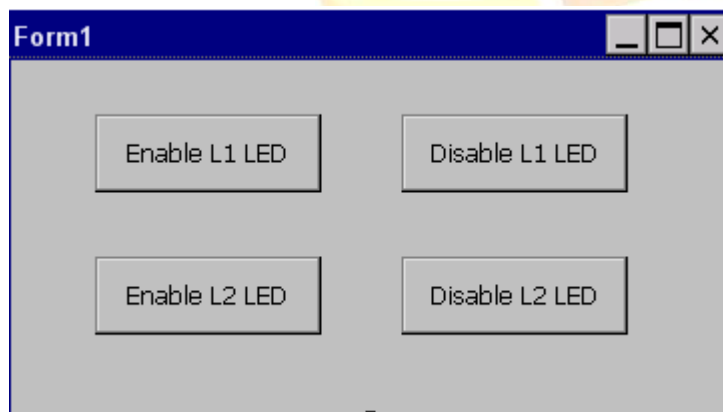 Form1
Enable L1 LED
Disable L1 LED
Enable L2 LED
Disable L2 LED